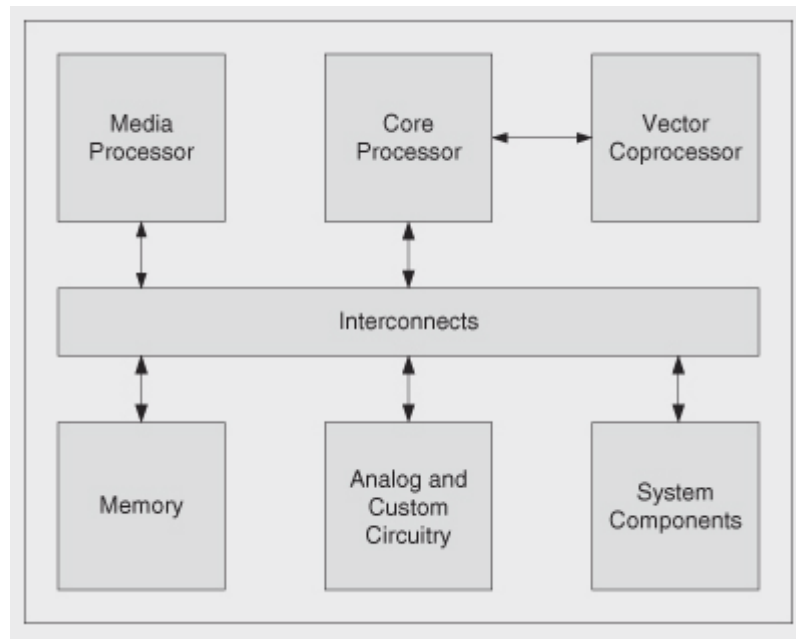 Media
Processor
Core
Processor
Vector
Coprocessor
Interconnects
Memory
Analog and
Custom
Circuitry
System
Components